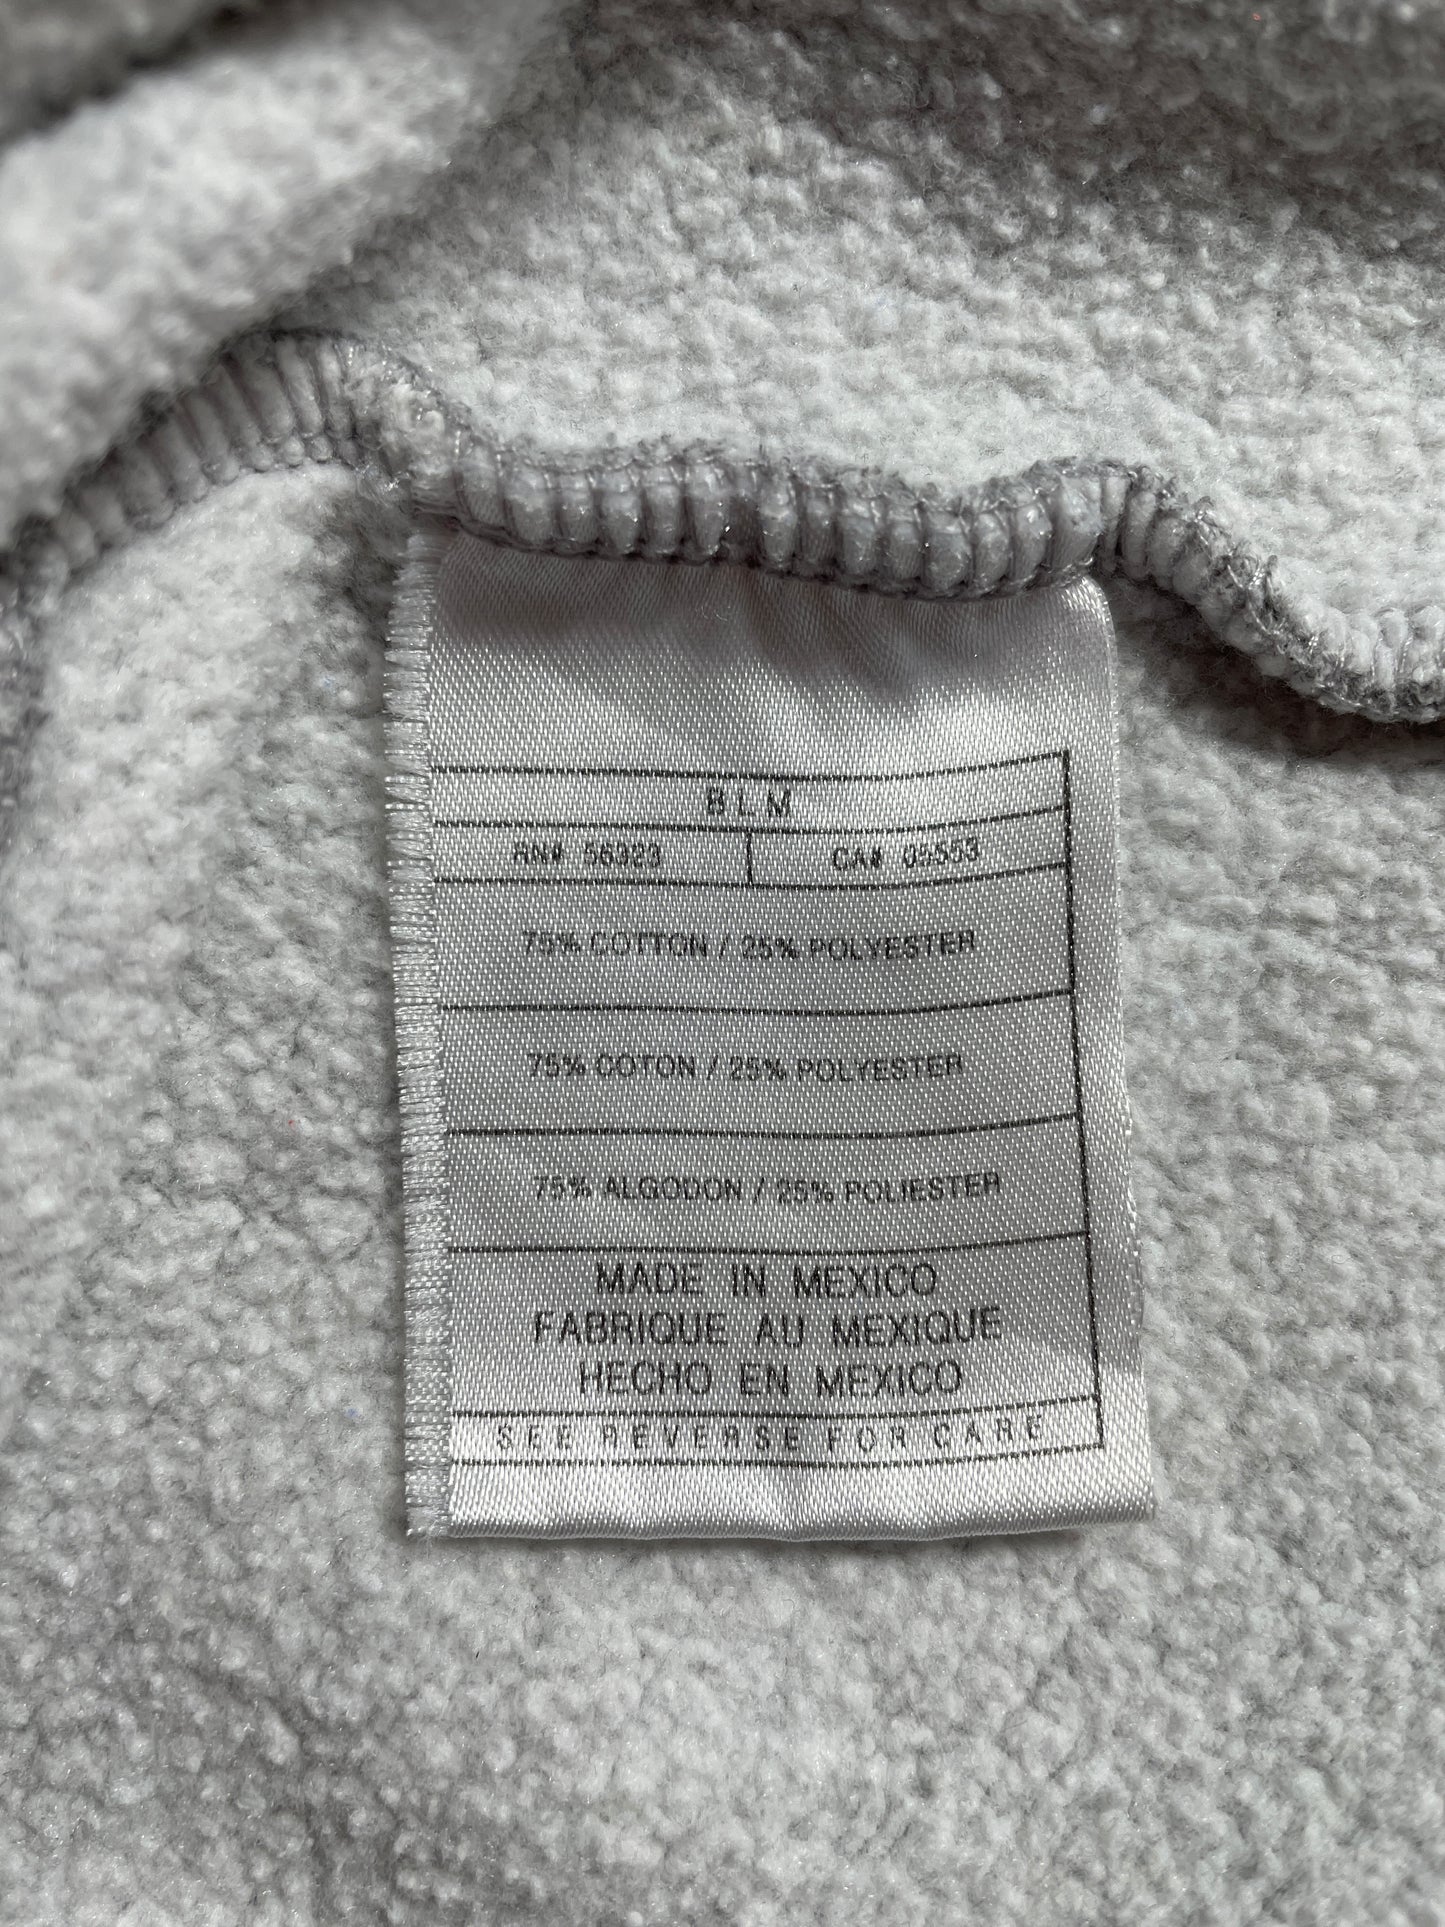 BLM
RN# 56323 CA# 05553
75% COTTON / 25% POLYESTER
75% COTON / 25% POLYESTER
75% ALGODON / 25% POLIESTER
MADE IN MEXICO
FABRIQUE AU MEXIQUE
HECHO EN MEXICO
SEE REVERSE FOR CARE